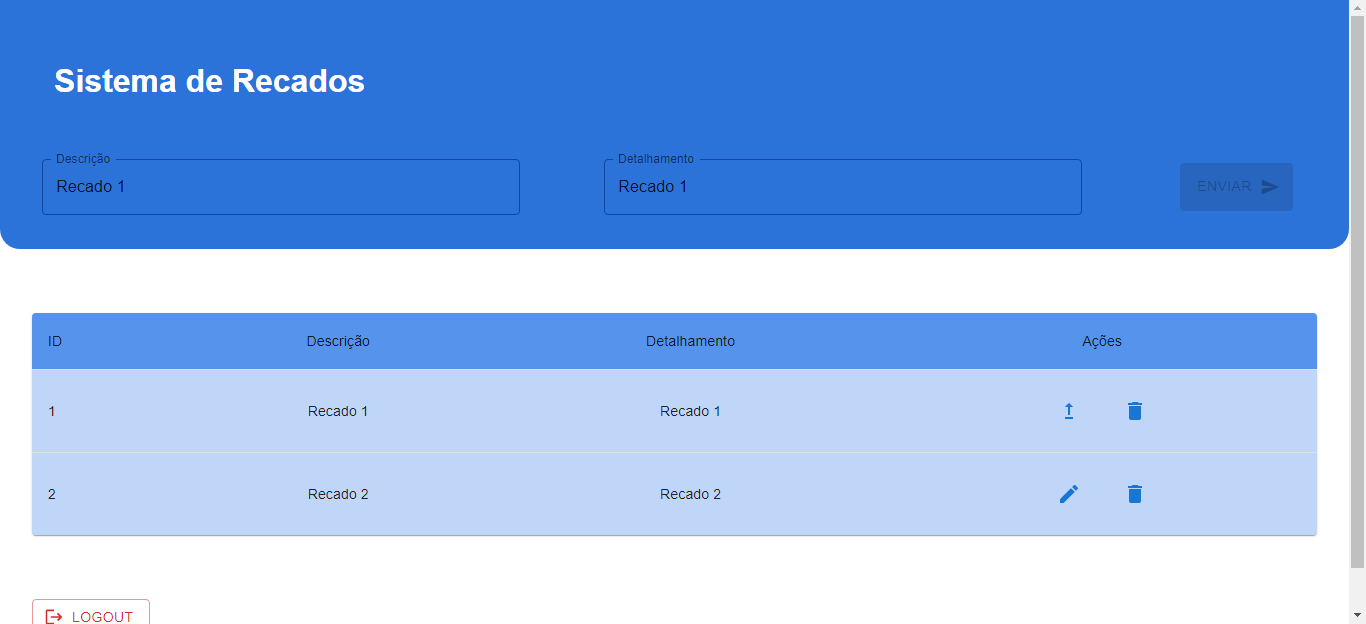 Sistema de Recados
Descrição Detalhamento
Recado 1 Recado 1 ENVIAR
ID Descrição Detalhamento Ações
1 Recado 1 Recado 1
2 Recado 2 Recado 2
LOGOUT